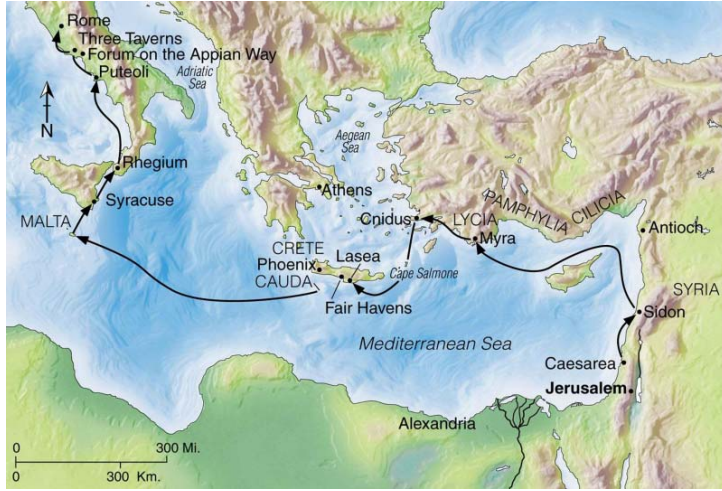 Rome
Three Taverns
Forum on the Appian Way
Puteoli
Adriatic
Sea
N
Aegean
Sea
Rhegium
Athens
Syracuse
MALTA
Cnidus
LYCIA
PAMPHYLIA
CILICIA
Antioch
Myra
CRETE
Lasea
Phoenix
Cape Salmone
CAUDA
SYRIA
Fair Havens
Sidon
Mediterranean Sea
Caesarea
Jerusalem
Alexandria
0 300 Mi.
0 300 Km.